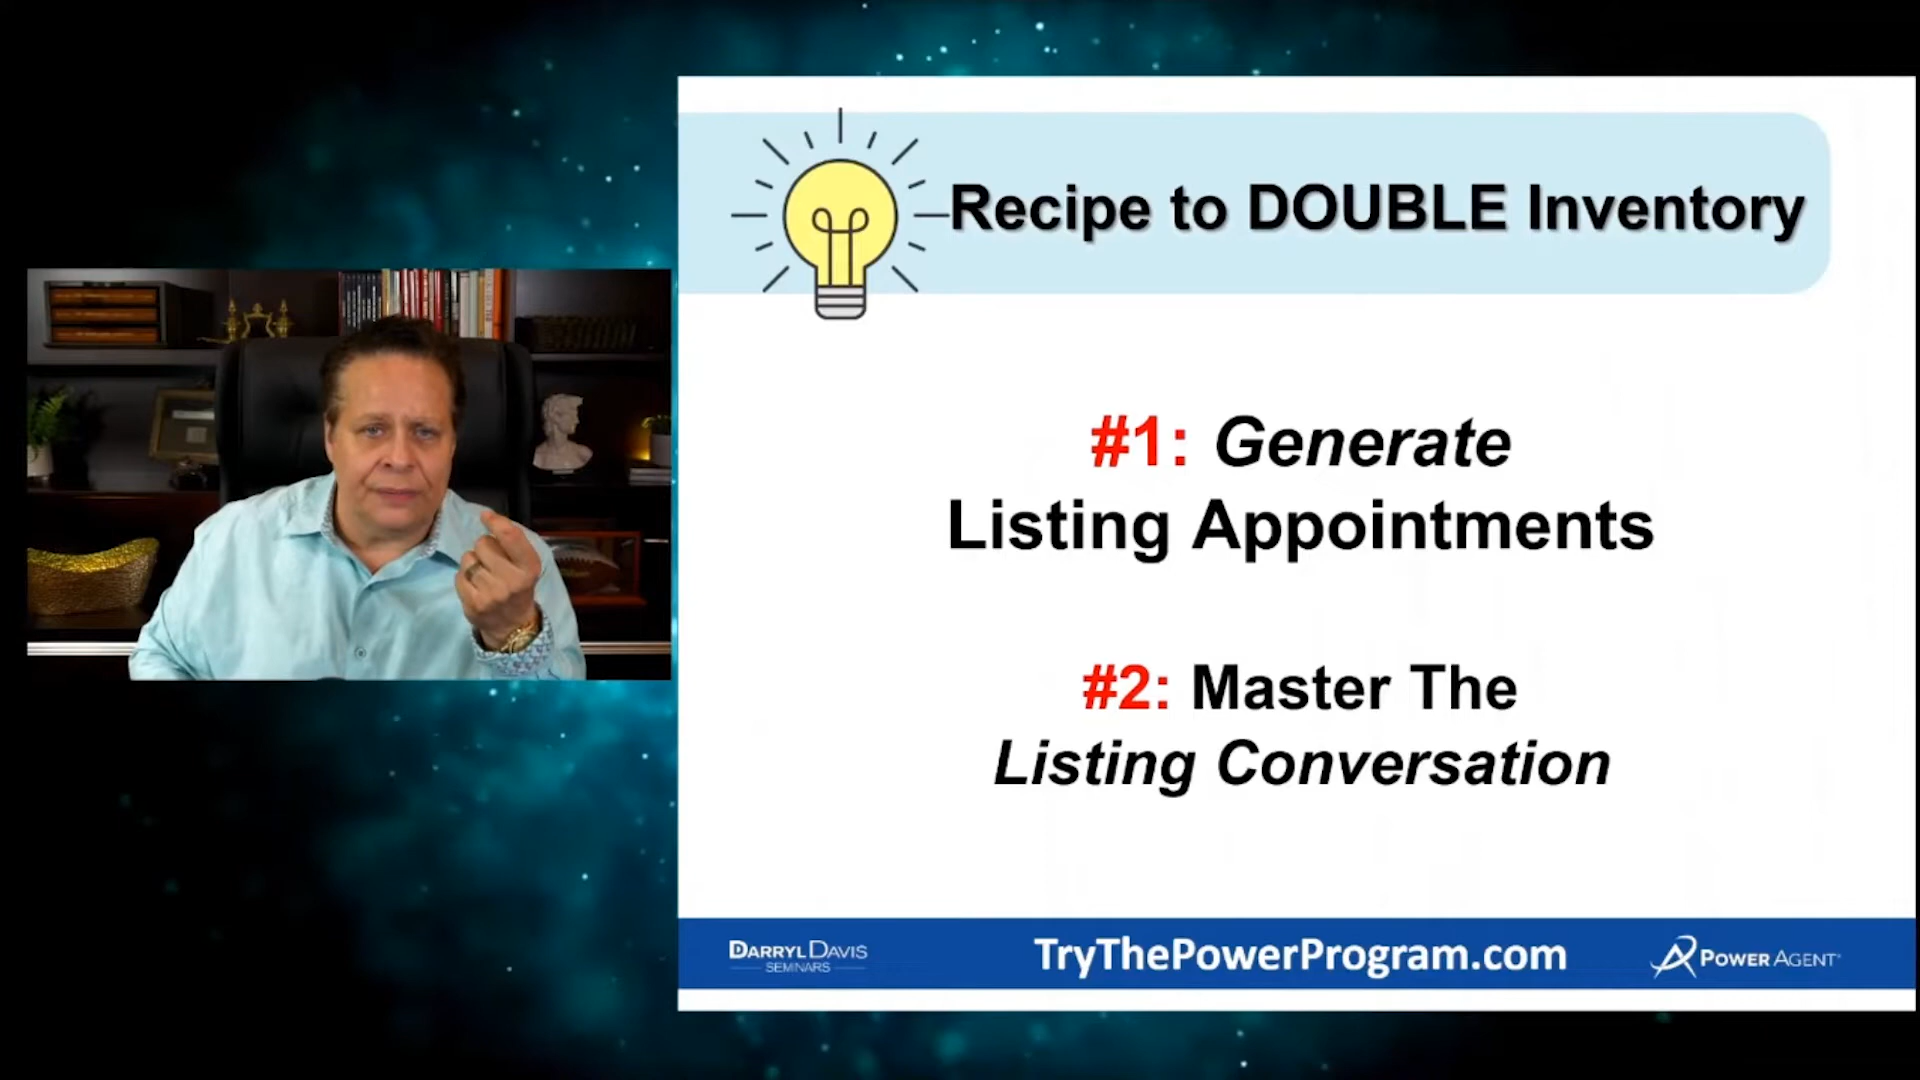 Recipe to DOUBLE Inventory
#1: Generate
Listing Appointments
#2: Master The
Listing Conversation
DARRYL DAVIS
SEMINARS
TryThePowerProgram.com
POWER AGENT